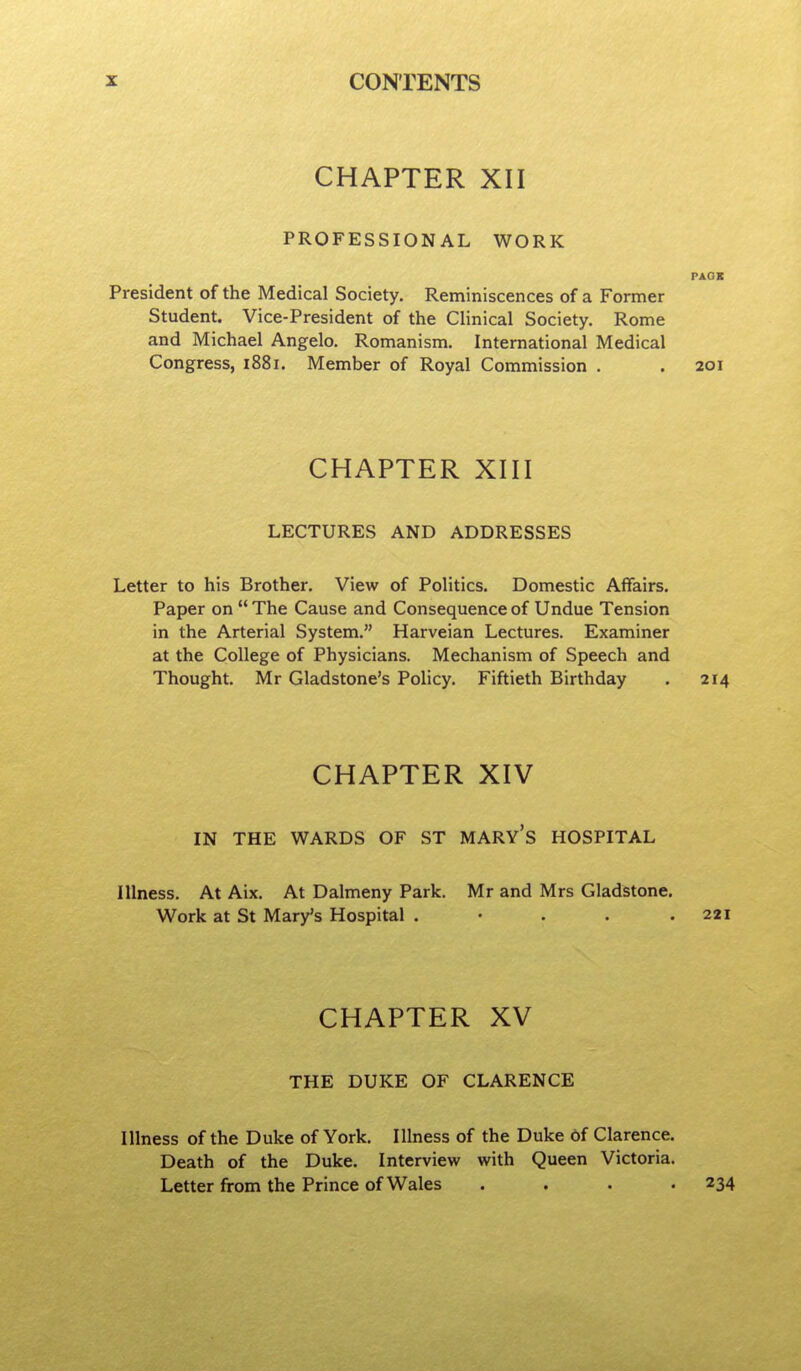 x CONTENTS
CHAPTER XII
PROFESSIONAL WORK
PAGE
President of the Medical Society. Reminiscences of a Former
Student. Vice-President of the Clinical Society. Rome
and Michael Angelo. Romanism. International Medical
Congress, 1881. Member of Royal Commission . . 201
CHAPTER XIII
LECTURES AND ADDRESSES
Letter to his Brother. View of Politics. Domestic Affairs.
Paper on “The Cause and Consequence of Undue Tension
in the Arterial System.” Harveian Lectures. Examiner
at the College of Physicians. Mechanism of Speech and
Thought. Mr Gladstone’s Policy. Fiftieth Birthday . 214
CHAPTER XIV
IN THE WARDS OF ST MARY’S HOSPITAL
Illness. At Aix. At Dalmeny Park. Mr and Mrs Gladstone.
Work at St Mary’s Hospital . . . . . 221
CHAPTER XV
THE DUKE OF CLARENCE
Illness of the Duke of York. Illness of the Duke of Clarence.
Death of the Duke. Interview with Queen Victoria.
Letter from the Prince of Wales . . . . 234